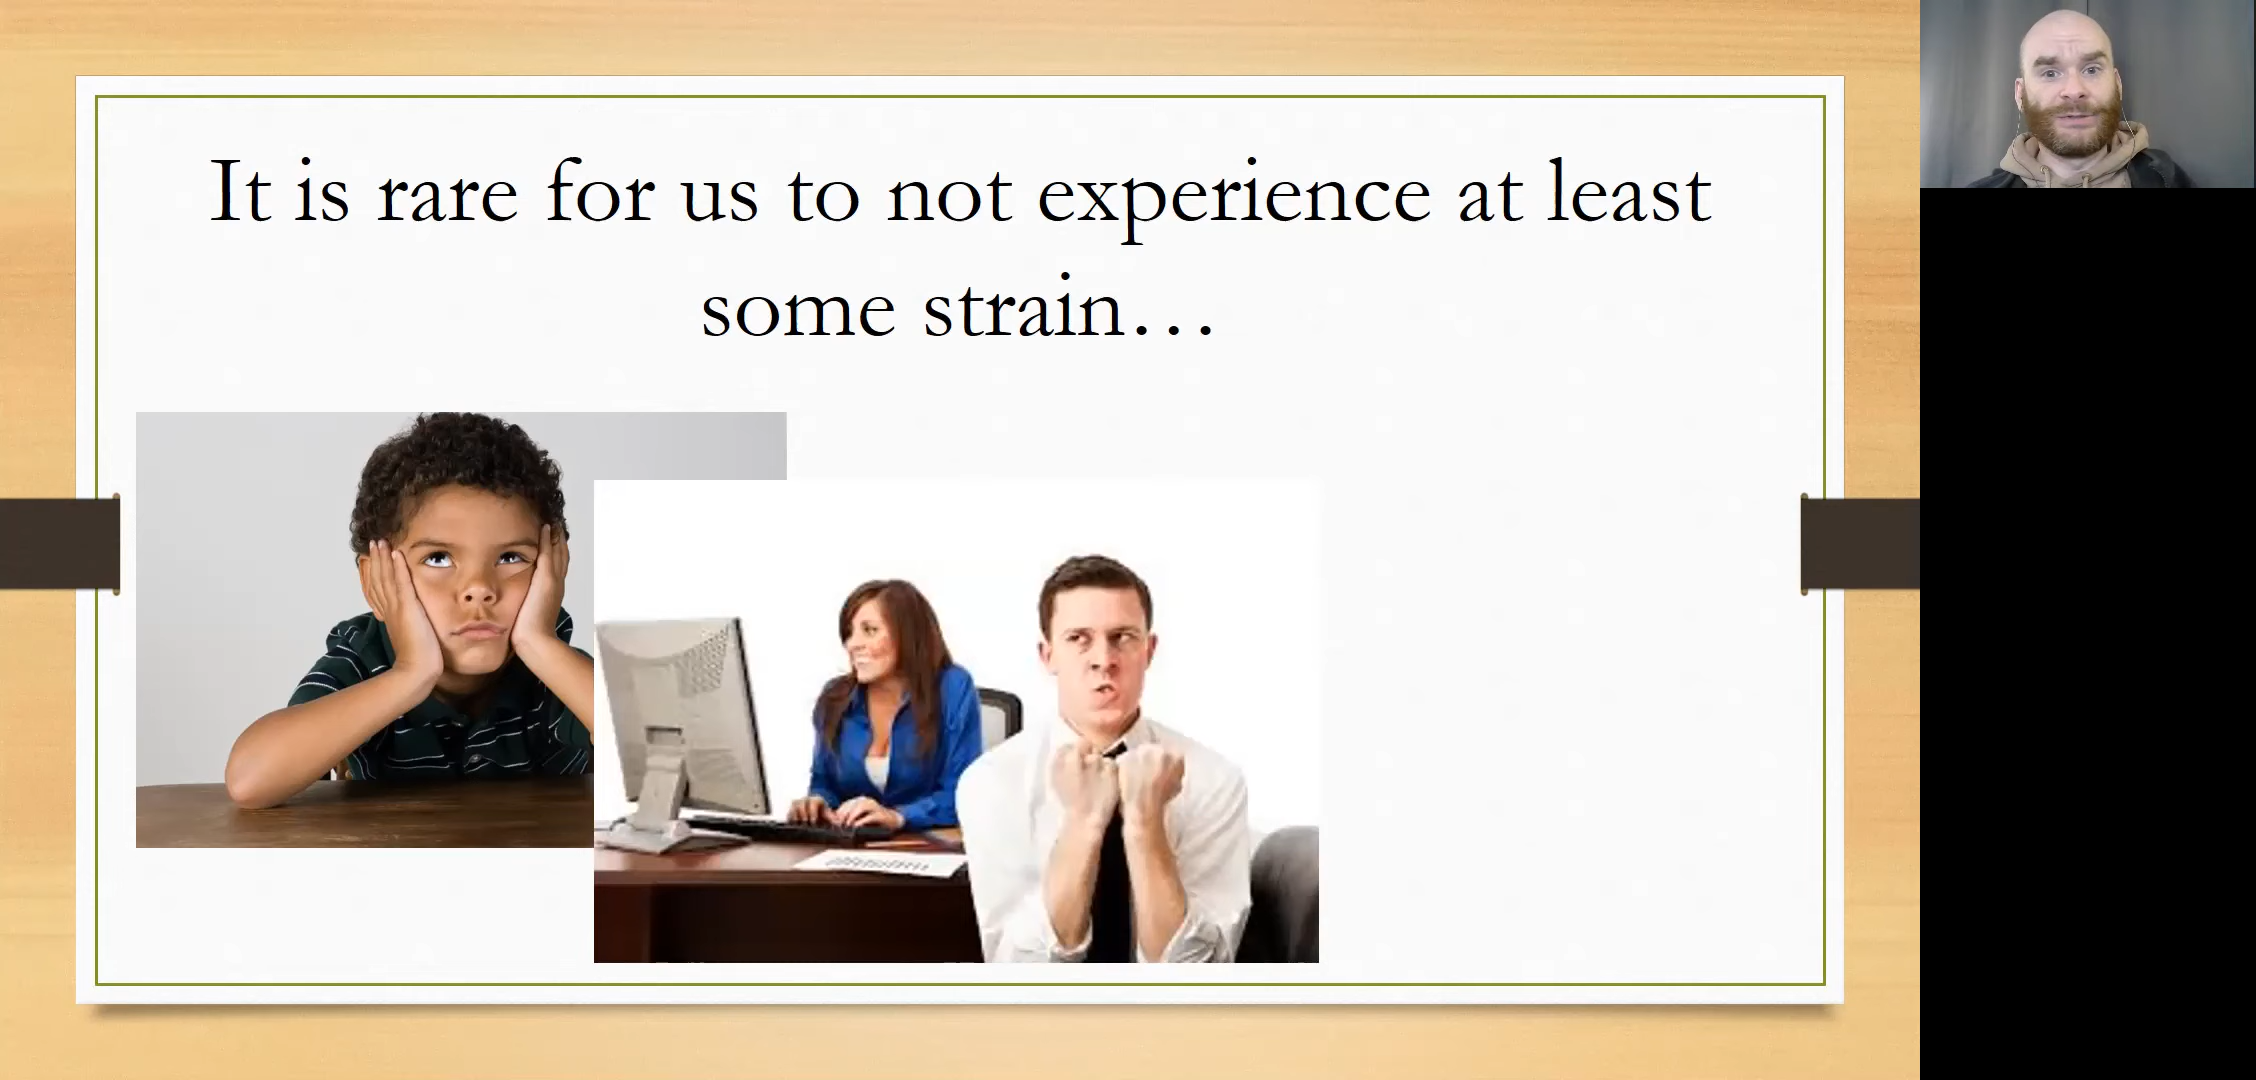 It is rare for us to not experience at least
some strain…